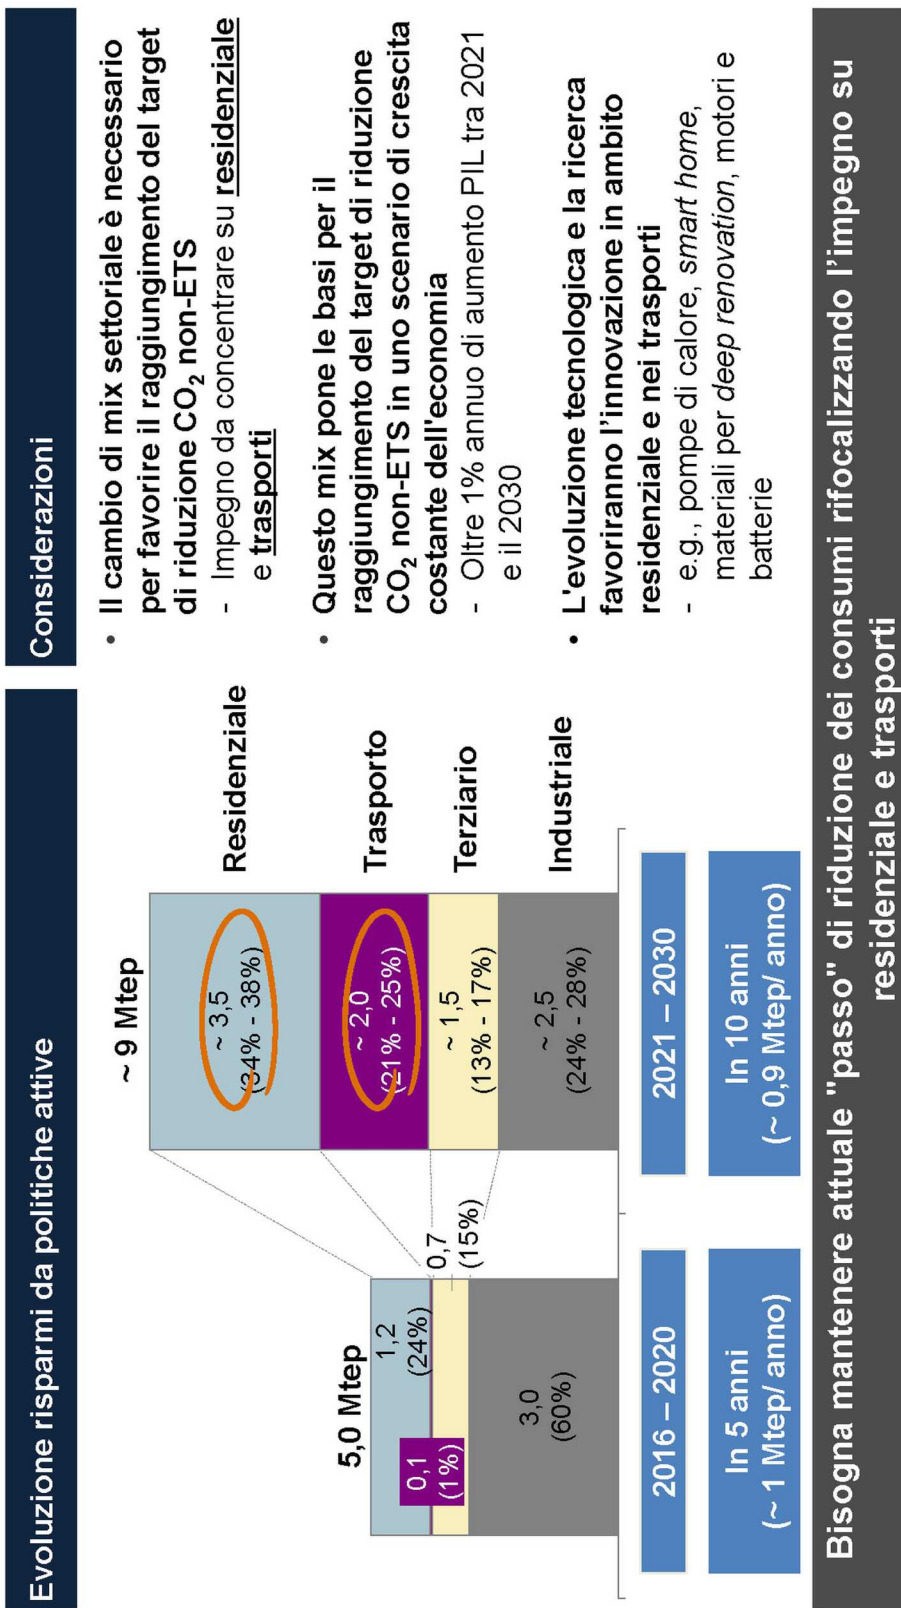 Evoluzione risparmi da politiche attive
5,0 Mtep
1,2
(24%)
0,1
(1%)
0,7
(15%)
3,0
(60%)
~ 9 Mtep
~ 3,5
(34% - 38%)
~ 2,0
(21% - 25%)
~ 1,5
(13% - 17%)
~ 2,5
(24% - 28%)
Residenziale
Trasporto
Terziario
Industriale
2016 – 2020
2021 – 2030
In 5 anni
(~ 1 Mtep/ anno)
In 10 anni
(~ 0,9 Mtep/ anno)
Considerazioni
• Il cambio di mix settoriale è necessario
per favorire il raggiungimento del target
di riduzione CO₂ non-ETS
- Impegno da concentrare su residenziale
e trasporti
• Questo mix pone le basi per il
raggiungimento del target di riduzione
CO₂ non-ETS in uno scenario di crescita
costante dell'economia
- Oltre 1% annuo di aumento PIL tra 2021
e il 2030
• L'evoluzione tecnologica e la ricerca
favoriranno l'innovazione in ambito
residenziale e nei trasporti
- e.g., pompe di calore, smart home,
materiali per deep renovation, motori e
batterie
Bisogna mantenere attuale "passo" di riduzione dei consumi rifocalizzando l'impegno su
residenziale e trasporti